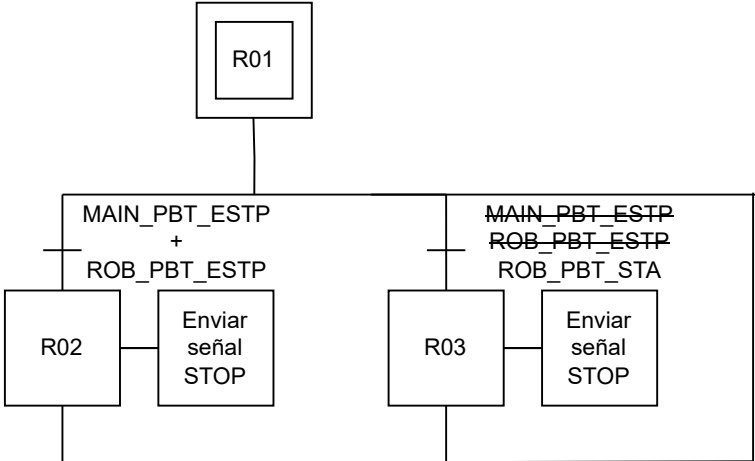 R01
MAIN_PBT_ESTP
+
ROB_PBT_ESTP
MAIN_PBT_ESTP
ROB_PBT_ESTP
ROB_PBT_STA
R02
Enviar
señal
STOP
R03
Enviar
señal
STOP